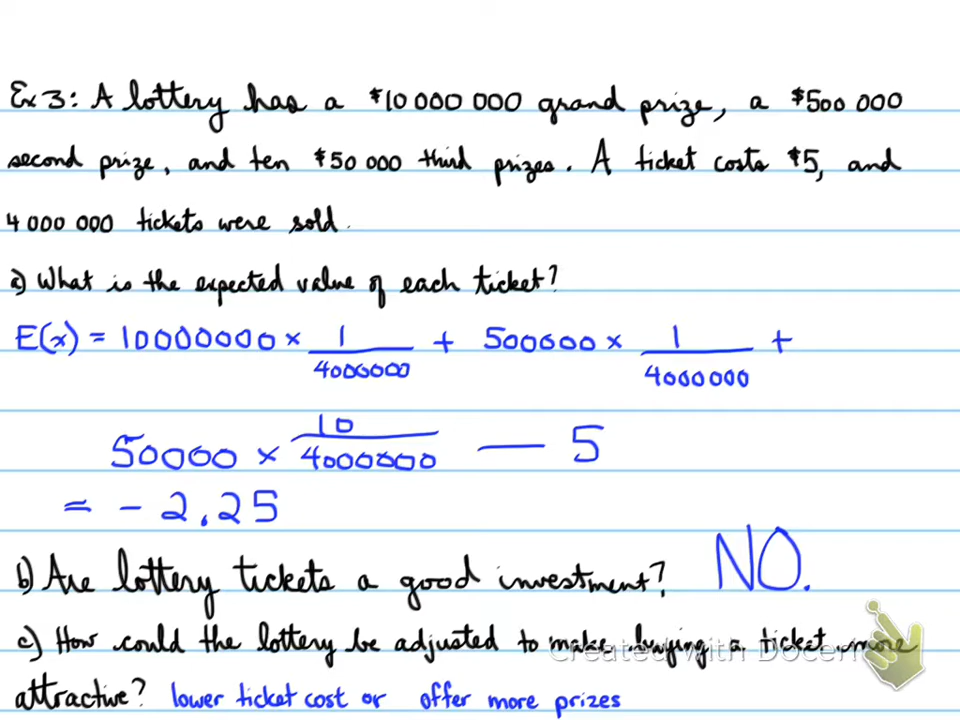 Ex 3: A lottery has a $10 000 000 grand prize, a $500 000
second prize, and ten $50 000 third prizes. A ticket costs $5, and
4 000 000 tickets were sold.
a) What is the expected value of each ticket?
E(x) = 10000000 × 1/4000000 + 500000 × 1/4000000 +
50000 × 10/4000000 — 5
= - 2.25
b) Are lottery tickets a good investment? NO.
c) How could the lottery be adjusted to make buying a ticket more
Created with Doceri
attractive? lower ticket cost or offer more prizes